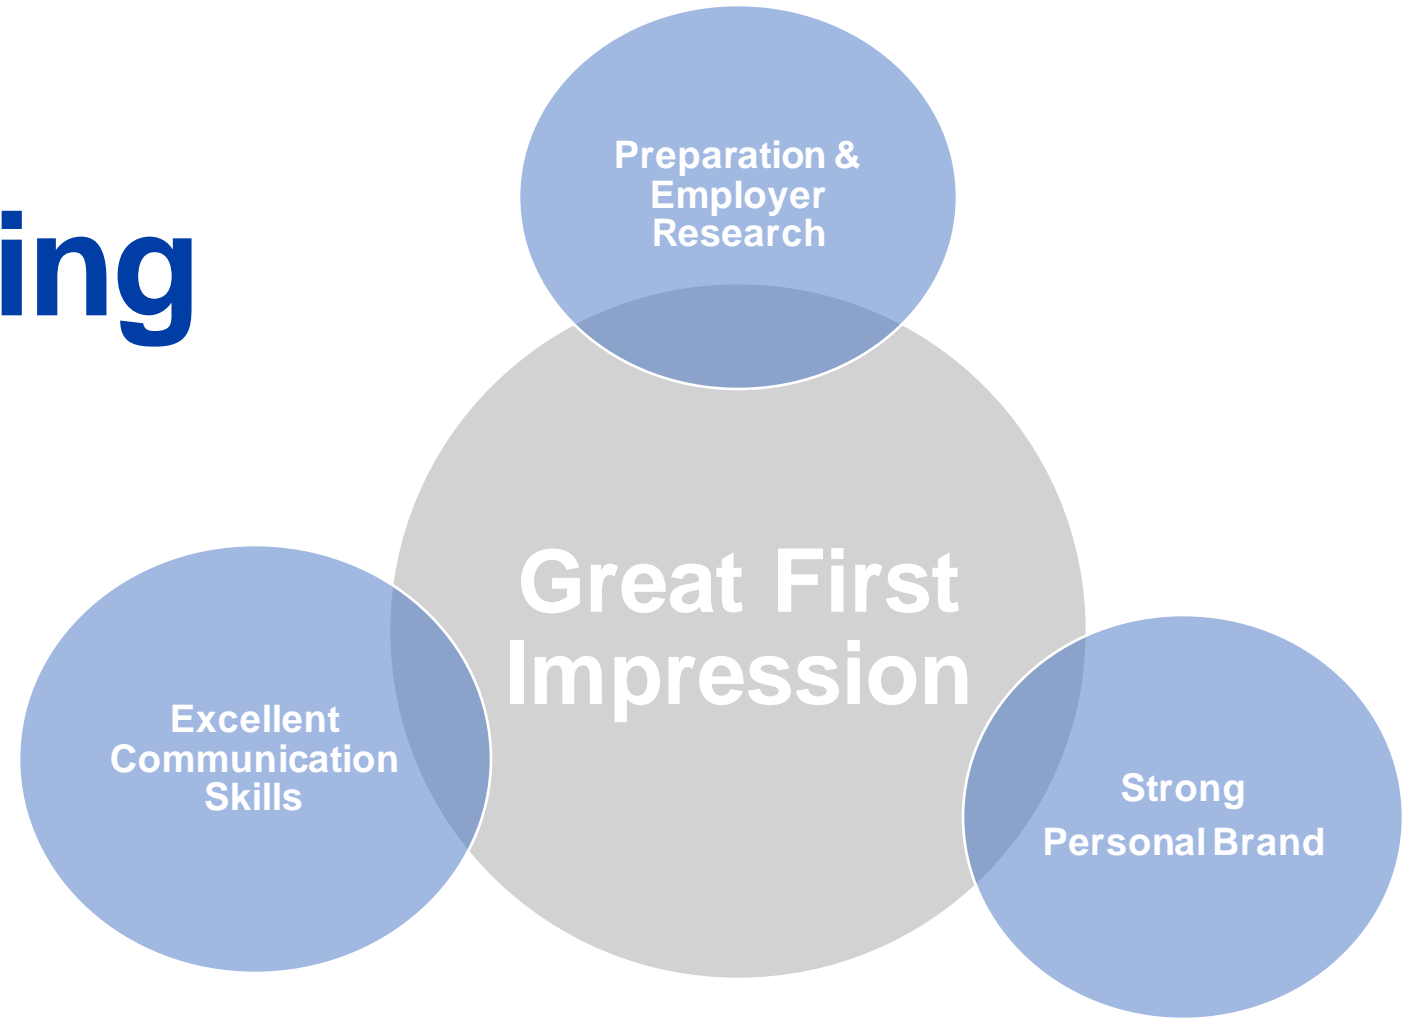 ing
Preparation &
Employer
Research
Great First
Impression
Excellent
Communication
Skills
Strong
Personal Brand